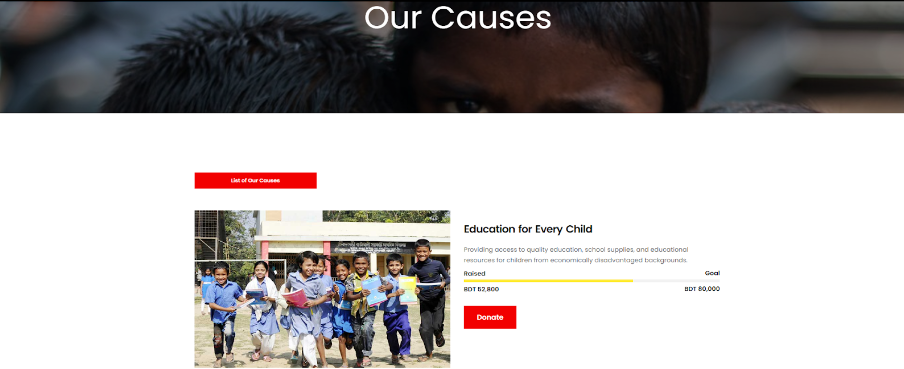 Our Causes
List of Our Causes
Education for Every Child
Providing access to quality education, school supplies, and educational
resources for children from economically disadvantaged backgrounds.
Raised Goal
BDT 52,800 BDT 80,000
Donate